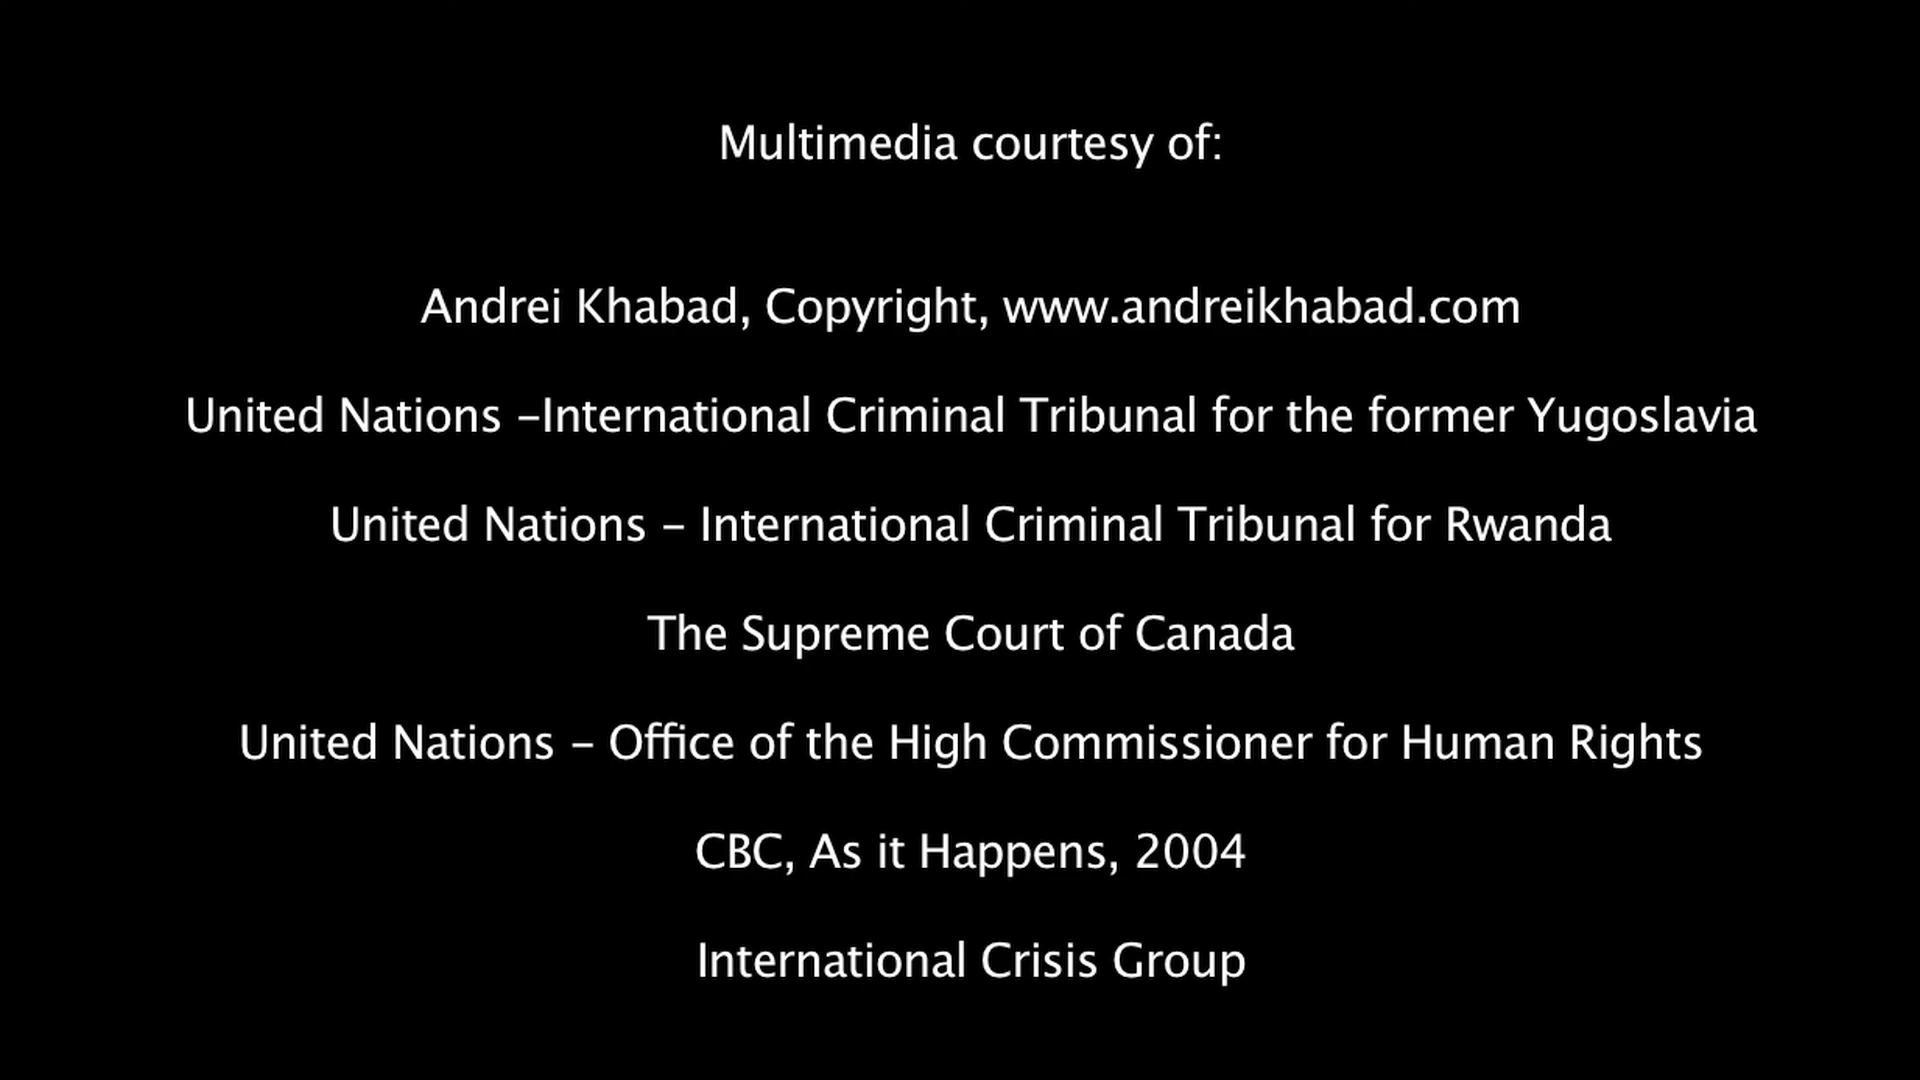 Multimedia courtesy of:
Andrei Khabad, Copyright, www.andreikhabad.com
United Nations –International Criminal Tribunal for the former Yugoslavia
United Nations – International Criminal Tribunal for Rwanda
The Supreme Court of Canada
United Nations – Office of the High Commissioner for Human Rights
CBC, As it Happens, 2004
International Crisis Group